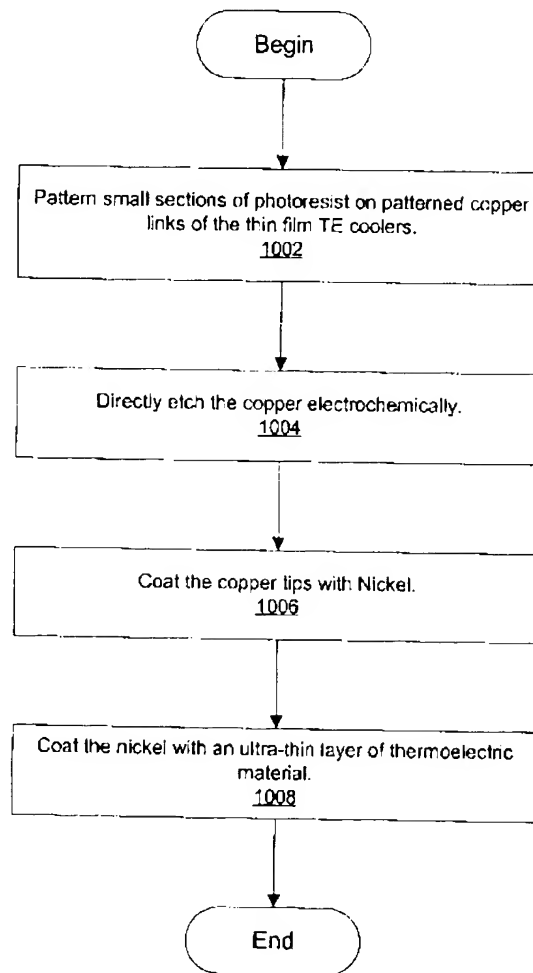 Begin
Pattern small sections of photoresist on patterned copper
links of the thin film TE coolers.
1002
Directly etch the copper electrochemically.
1004
Coat the copper tips with Nickel.
1006
Coat the nickel with an ultra-thin layer of thermoelectric
material.
1008
End